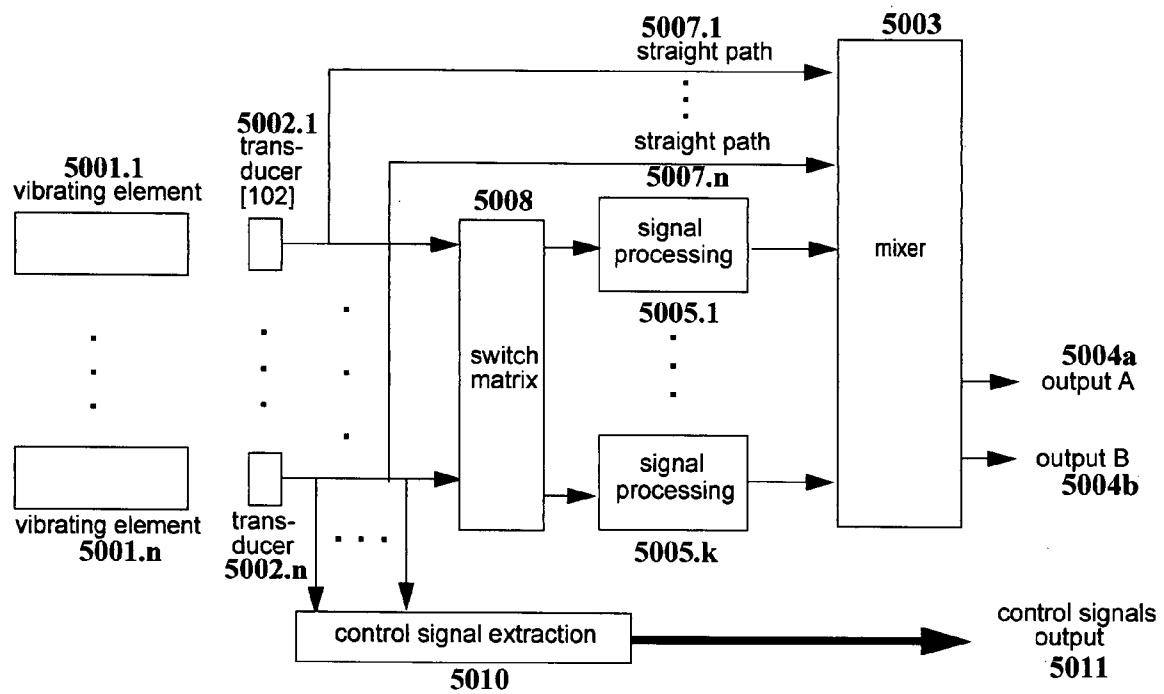 5007.1
straight path
5003
5002.1
trans-
ducer
[102]
straight path
5007.n
5001.1
vibrating element
5008
signal
processing
5005.1
mixer
switch
matrix
5004a
output A
output B
5004b
signal
processing
5005.k
vibrating element
5001.n
trans-
ducer
5002.n
control signal extraction
5010
control signals
output
5011